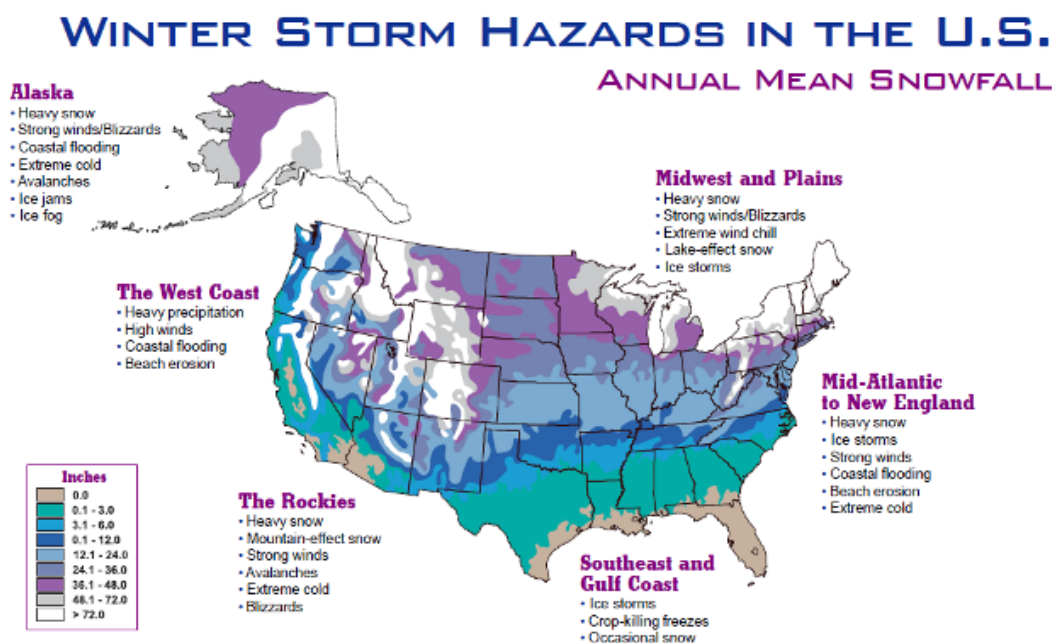 WINTER STORM HAZARDS IN THE U.S.
ANNUAL MEAN SNOWFALL
Alaska
• Heavy snow
• Strong winds/Blizzards
• Coastal flooding
• Extreme cold
• Avalanches
• Ice jams
• Ice fog
Midwest and Plains
• Heavy snow
• Strong winds/Blizzards
• Extreme wind chill
• Lake-effect snow
• Ice storms
The West Coast
• Heavy precipitation
• High winds
• Coastal flooding
• Beach erosion
Mid-Atlantic
to New England
• Heavy snow
• Ice storms
• Strong winds
• Coastal flooding
• Beach erosion
• Extreme cold
Inches
0.0
0.1 - 3.0
3.1 - 6.0
0.1 - 12.0
12.1 - 24.0
24.1 - 36.0
36.1 - 48.0
48.1 - 72.0
> 72.0
The Rockies
• Heavy snow
• Mountain-effect snow
• Strong winds
• Avalanches
• Extreme cold
• Blizzards
Southeast and
Gulf Coast
• Ice storms
• Crop-killing freezes
• Occasional snow